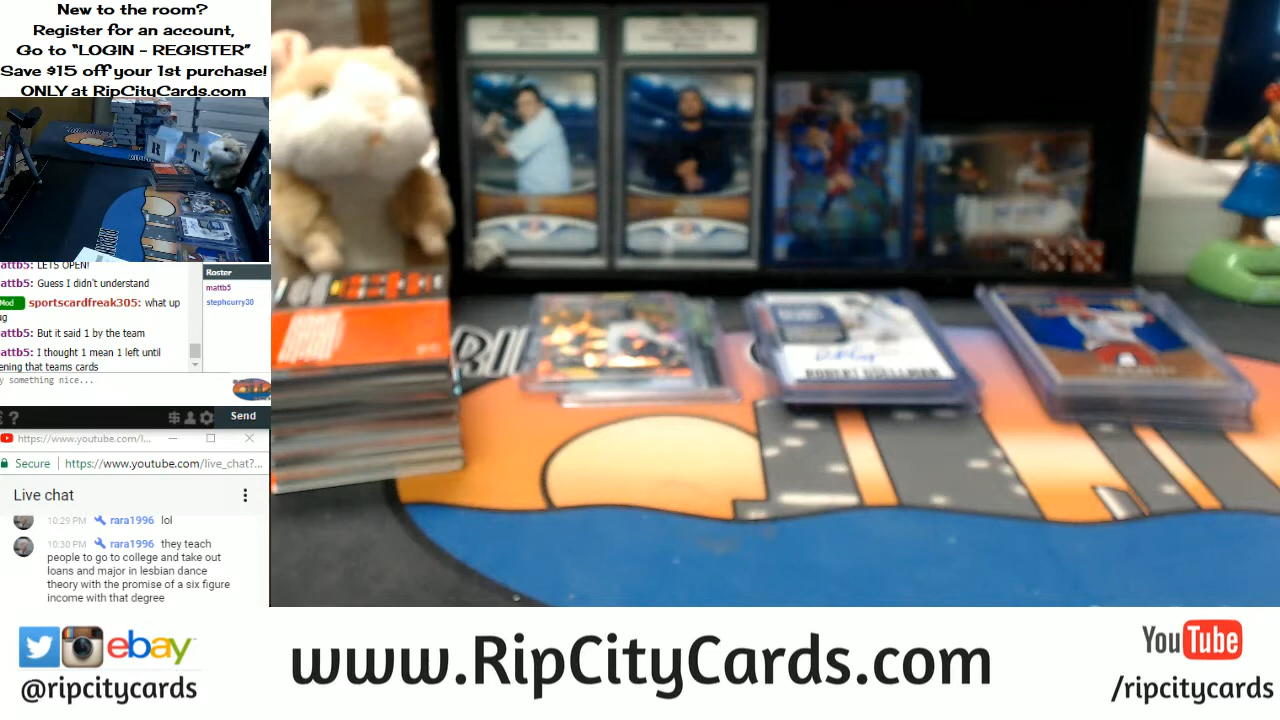 New to the room?
Register for an account,
Go to "LOGIN - REGISTER"
Save $15 off your 1st purchase!
ONLY at RipCityCards.com
R T
attb5: LETS OPEN!
attb5: Guess I didn't understand
Mod sportscardfreak305: what up
ug
attb5: But it said 1 by the team
attb5: I thought 1 mean 1 left until
ening that teams cards
y something nice...
Roster
mattb5
stephcurry30
Send
https://www.youtube.com/l...
Secure https://www.youtube.com/live_chat?...
Live chat
10:29 PM rara1996 lol
10:30 PM rara1996 they teach
people to go to college and take out
loans and major in lesbian dance
theory with the promise of a six figure
income with that degree
ebay
@ripcitycards
www.RipCityCards.com
YouTube
/ripcitycards